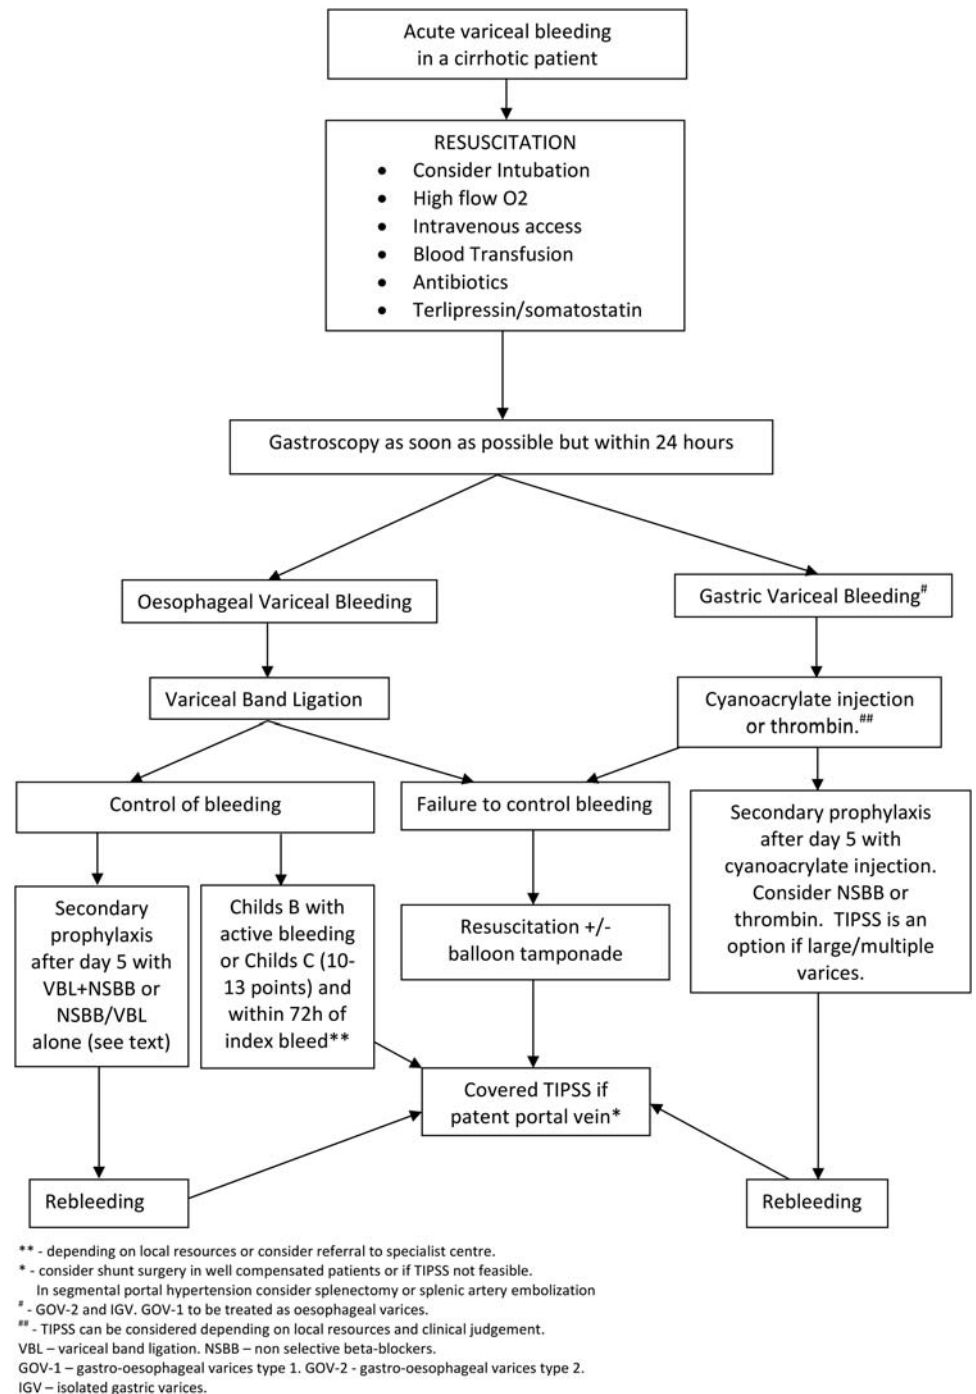 Acute variceal bleeding
in a cirrhotic patient
RESUSCITATION
• Consider Intubation
• High flow O2
• Intravenous access
• Blood Transfusion
• Antibiotics
• Terlipressin/somatostatin
Gastroscopy as soon as possible but within 24 hours
Oesophageal Variceal Bleeding
Gastric Variceal Bleeding#
Variceal Band Ligation
Cyanoacrylate injection
or thrombin.##
Control of bleeding
Failure to control bleeding
Secondary
prophylaxis
after day 5 with
VBL+NSBB or
NSBB/VBL
alone (see text)
Childs B with
active bleeding
or Childs C (10-
13 points) and
within 72h of
index bleed**
Resuscitation +/-
balloon tamponade
Secondary prophylaxis
after day 5 with
cyanoacrylate injection.
Consider NSBB or
thrombin. TIPSS is an
option if large/multiple
varices.
Covered TIPSS if
patent portal vein*
Rebleeding
Rebleeding
** - depending on local resources or consider referral to specialist centre.
* - consider shunt surgery in well compensated patients or if TIPSS not feasible.
In segmental portal hypertension consider splenectomy or splenic artery embolization
# - GOV-2 and IGV. GOV-1 to be treated as oesophageal varices.
## - TIPSS can be considered depending on local resources and clinical judgement.
VBL – variceal band ligation. NSBB – non selective beta-blockers.
GOV-1 – gastro-oesophageal varices type 1. GOV-2 - gastro-oesophageal varices type 2.
IGV – isolated gastric varices.